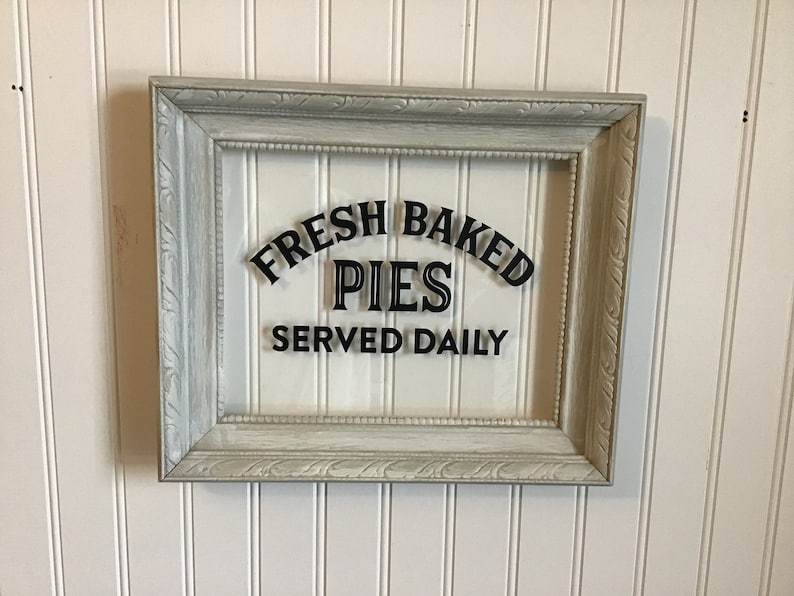 FRESH BAKED
PIES
SERVED DAILY